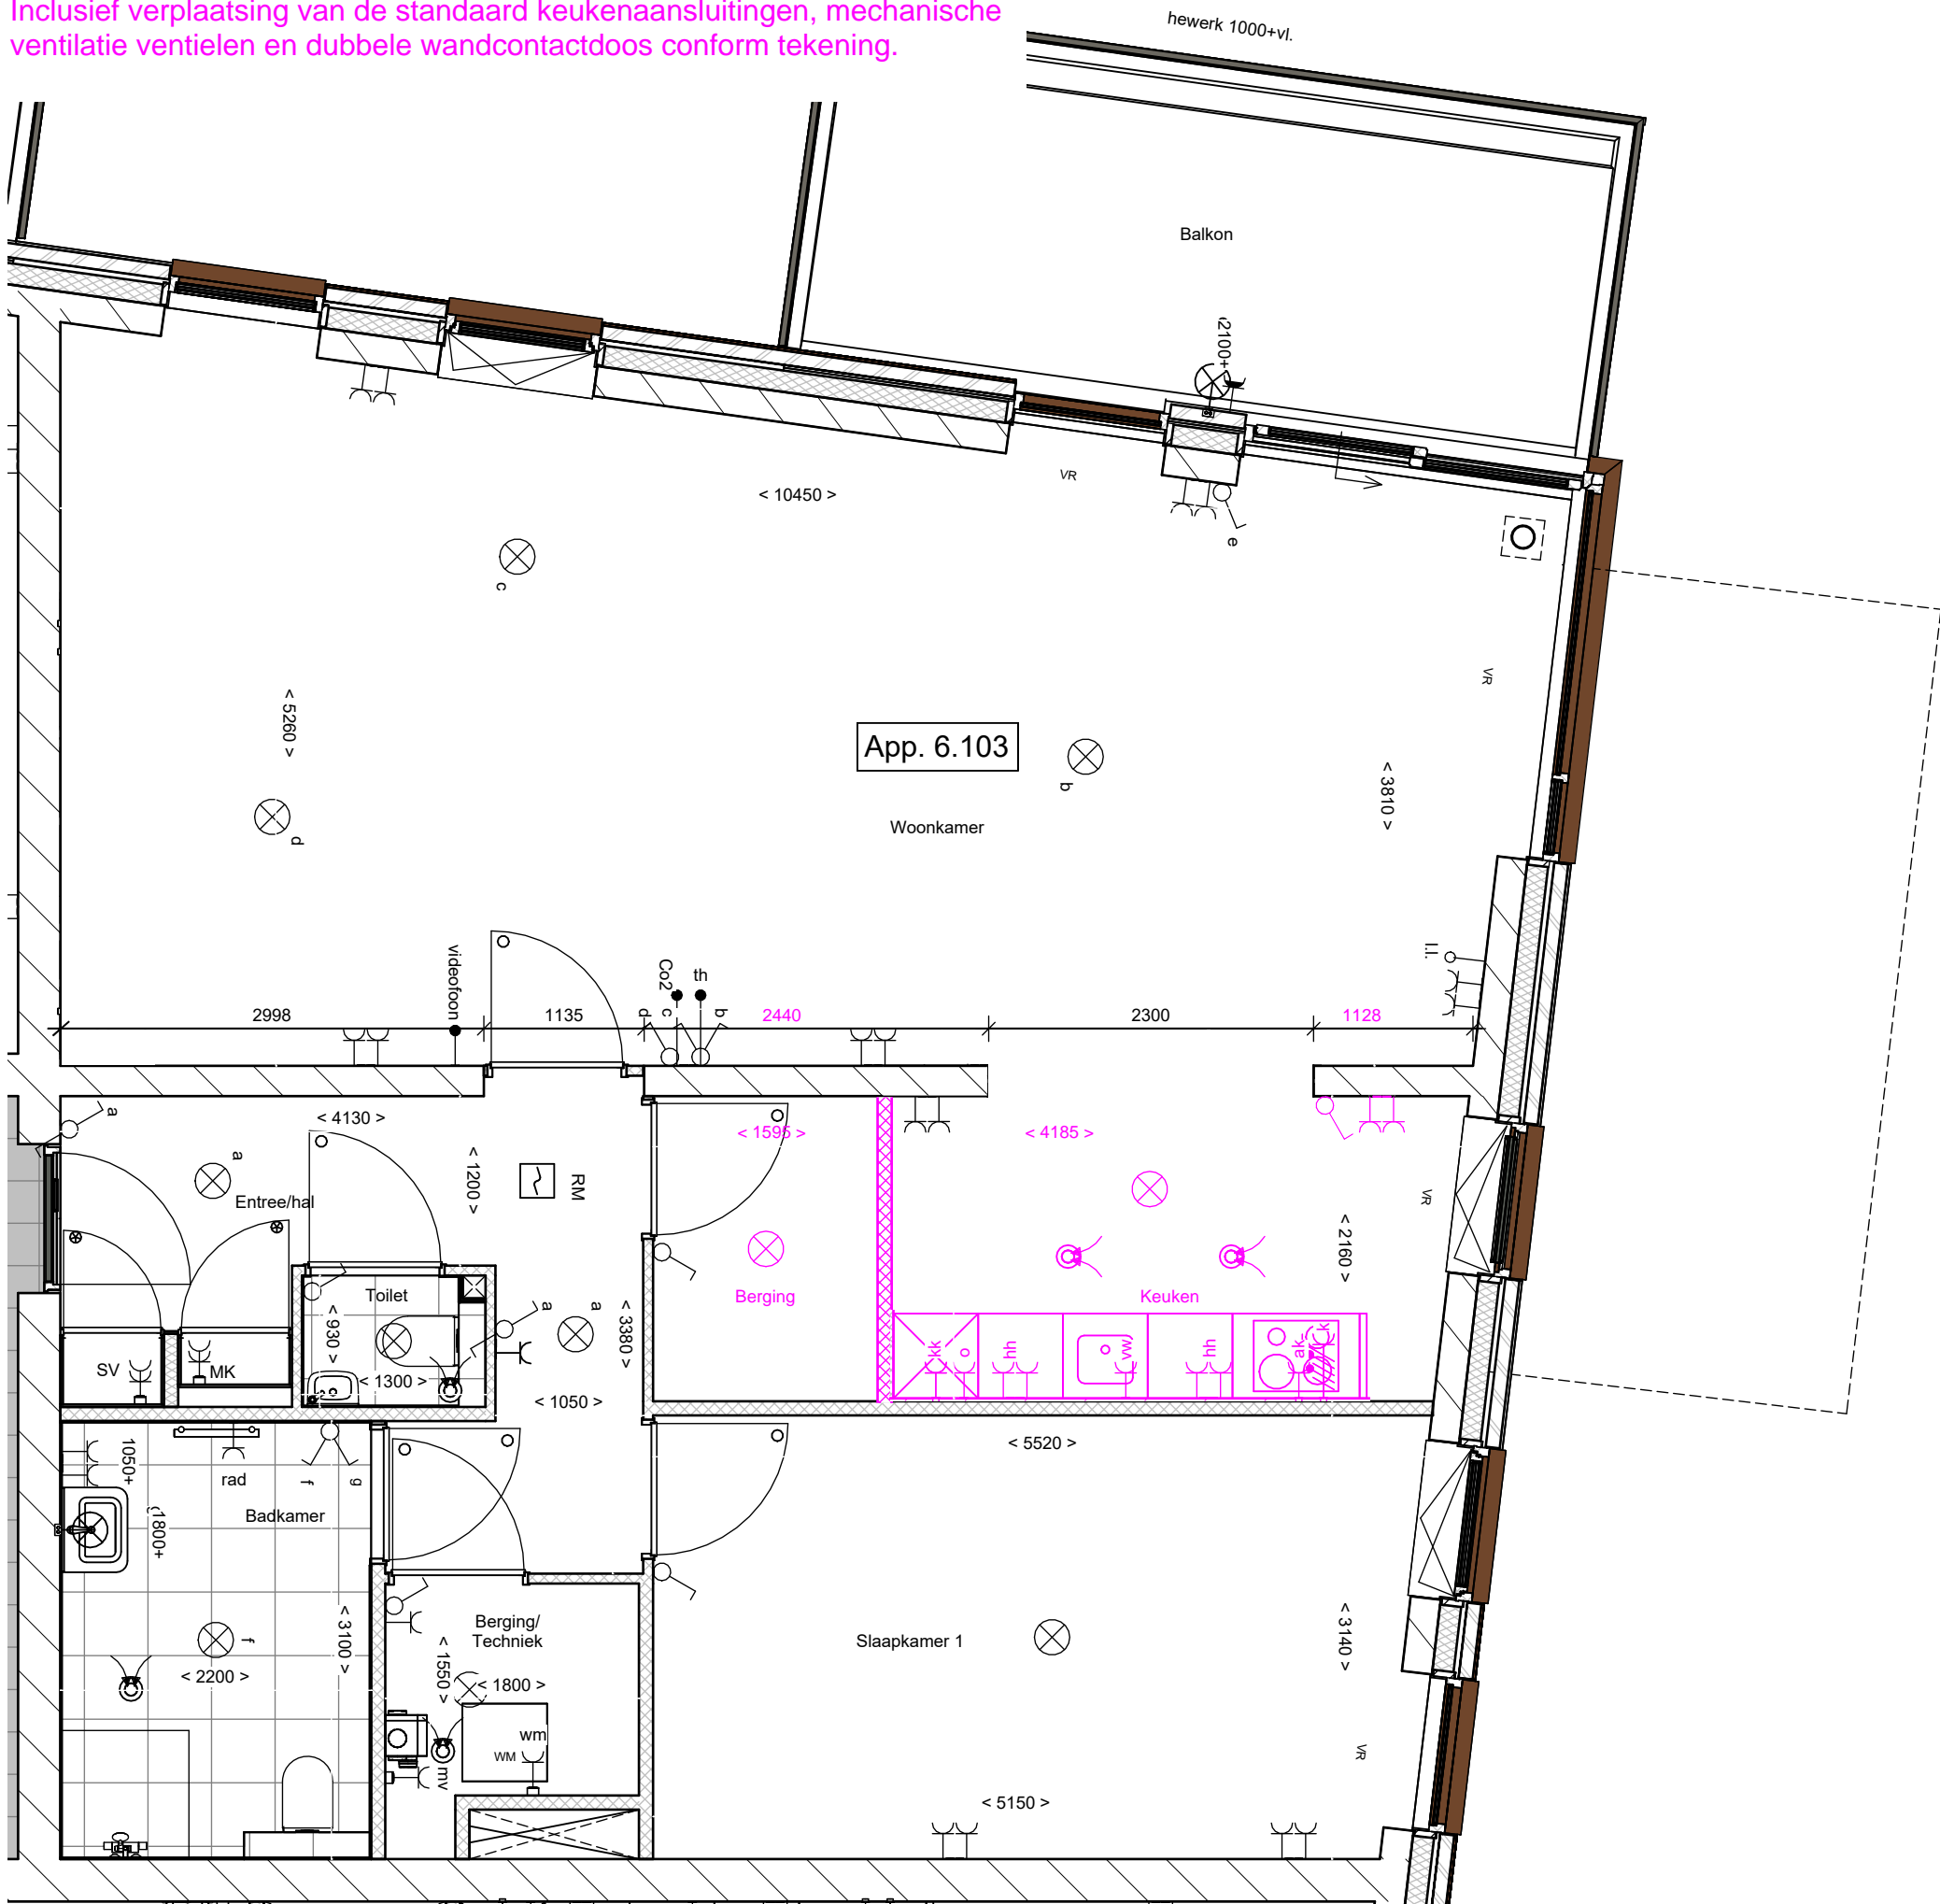 Inclusief verplaatsing van de standaard keukenaansluitingen, mechanische
ventilatie ventielen en dubbele wandcontactdoos conform tekening.
hewerk 1000+vl.
Balkon
2100+
VR
< 10450 >
e
c
VR
< 5260 >
App. 6.103
b
< 3810 >
Woonkamer
d
l.l.
videofoon
Co2
th
2998
1135
d
c
b
2440
2300
1128
a
< 4130 >
< 1595 >
< 4185 >
a
< 1200 >
RM
VR
Entree/hal
< 2160 >
Toilet
Berging
Keuken
< 930 >
a
a
< 3380 >
SV
MK
< 1300 >
kk
o
hh
vw
hh
ak
k
< 1050 >
< 5520 >
1050+
rad
f
g
Badkamer
1800+
< 3100 >
Berging/
Techniek
Slaapkamer 1
< 3140 >
f
< 2200 >
< 1550 >
< 1800 >
wm
WM
mv
VR
< 5150 >